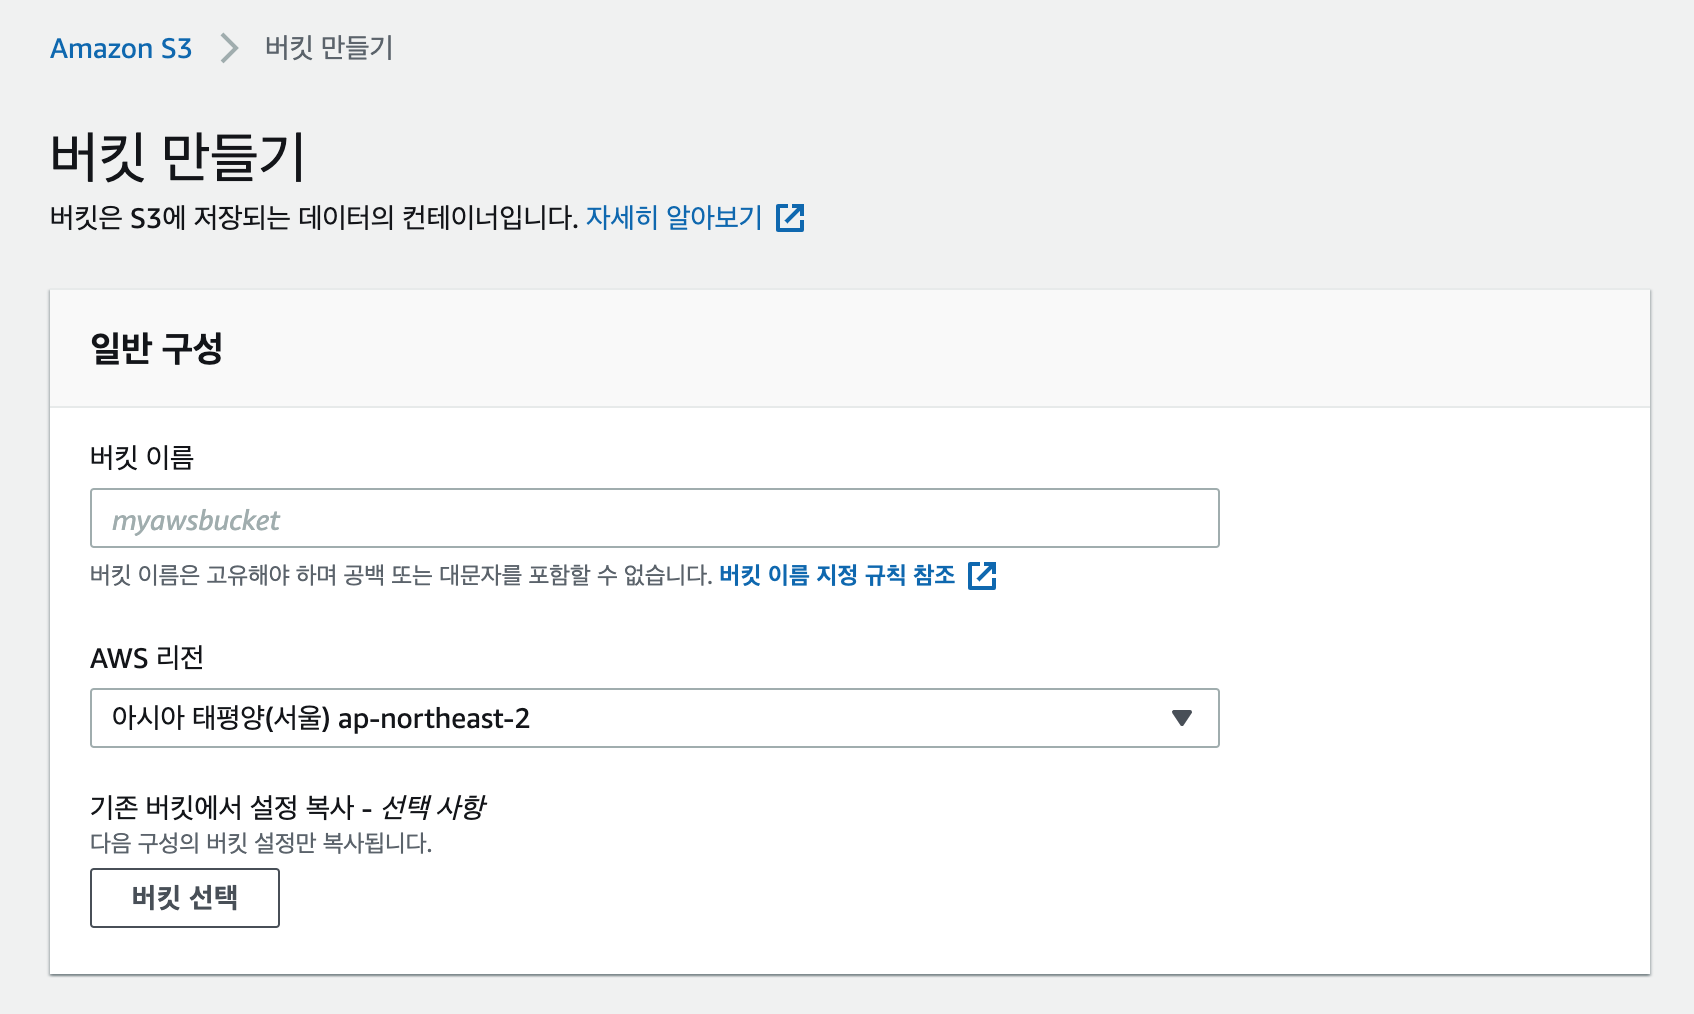 Amazon S3 버킷 만들기
버킷 만들기
버킷은 S3에 저장되는 데이터의 컨테이너입니다. 자세히 알아보기
일반 구성
버킷 이름
myawsbucket
버킷 이름은 고유해야 하며 공백 또는 대문자를 포함할 수 없습니다. 버킷 이름 지정 규칙 참조
AWS 리전
아시아 태평양(서울) ap-northeast-2
기존 버킷에서 설정 복사 - 선택 사항
다음 구성의 버킷 설정만 복사됩니다.
버킷 선택